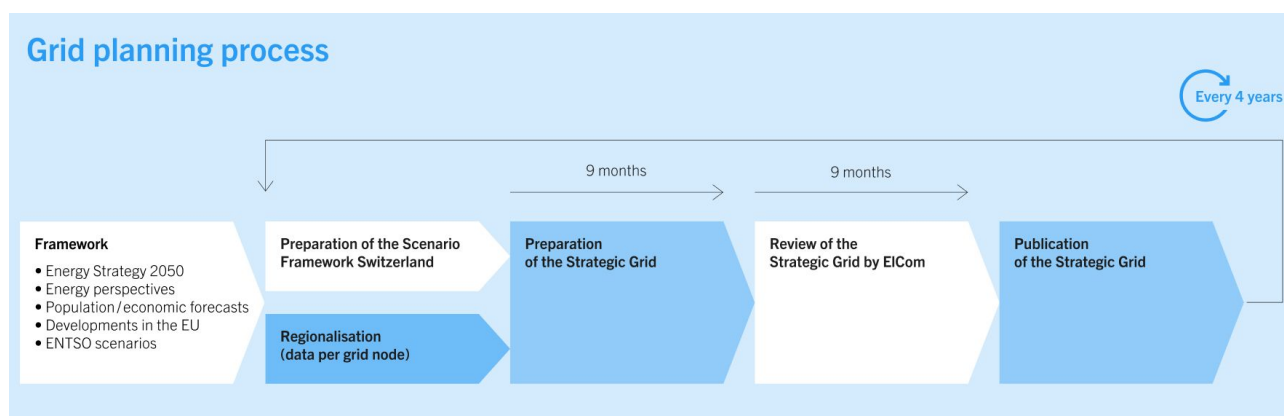 Grid planning process
Every 4 years
9 months
9 months
Framework
• Energy Strategy 2050
• Energy perspectives
• Population/economic forecasts
• Developments in the EU
• ENTSO scenarios
Preparation of the Scenario
Framework Switzerland
Regionalisation
(data per grid node)
Preparation
of the Strategic Grid
Review of the
Strategic Grid by ElCom
Publication
of the Strategic Grid